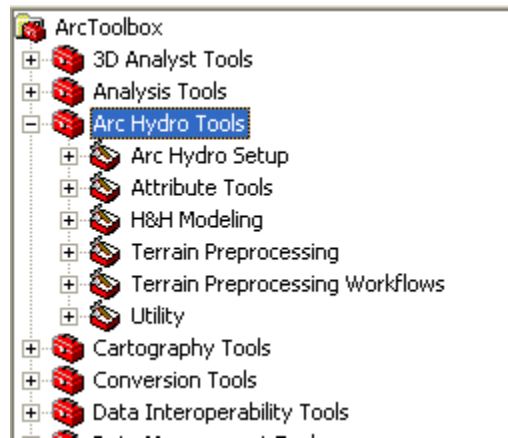 ArcToolbox
3D Analyst Tools
Analysis Tools
Arc Hydro Tools
Arc Hydro Setup
Attribute Tools
H&H Modeling
Terrain Preprocessing
Terrain Preprocessing Workflows
Utility
Cartography Tools
Conversion Tools
Data Interoperability Tools